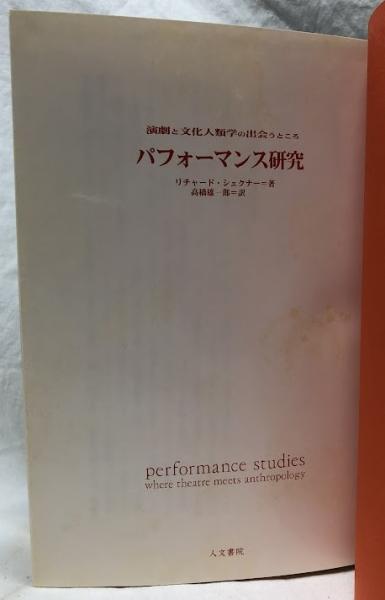 演劇と文化人類学の出会うところ
パフォーマンス研究
リチャード・シェクナー＝著
高橋雄一郎＝訳
performance studies
where theatre meets anthropology
人文書院